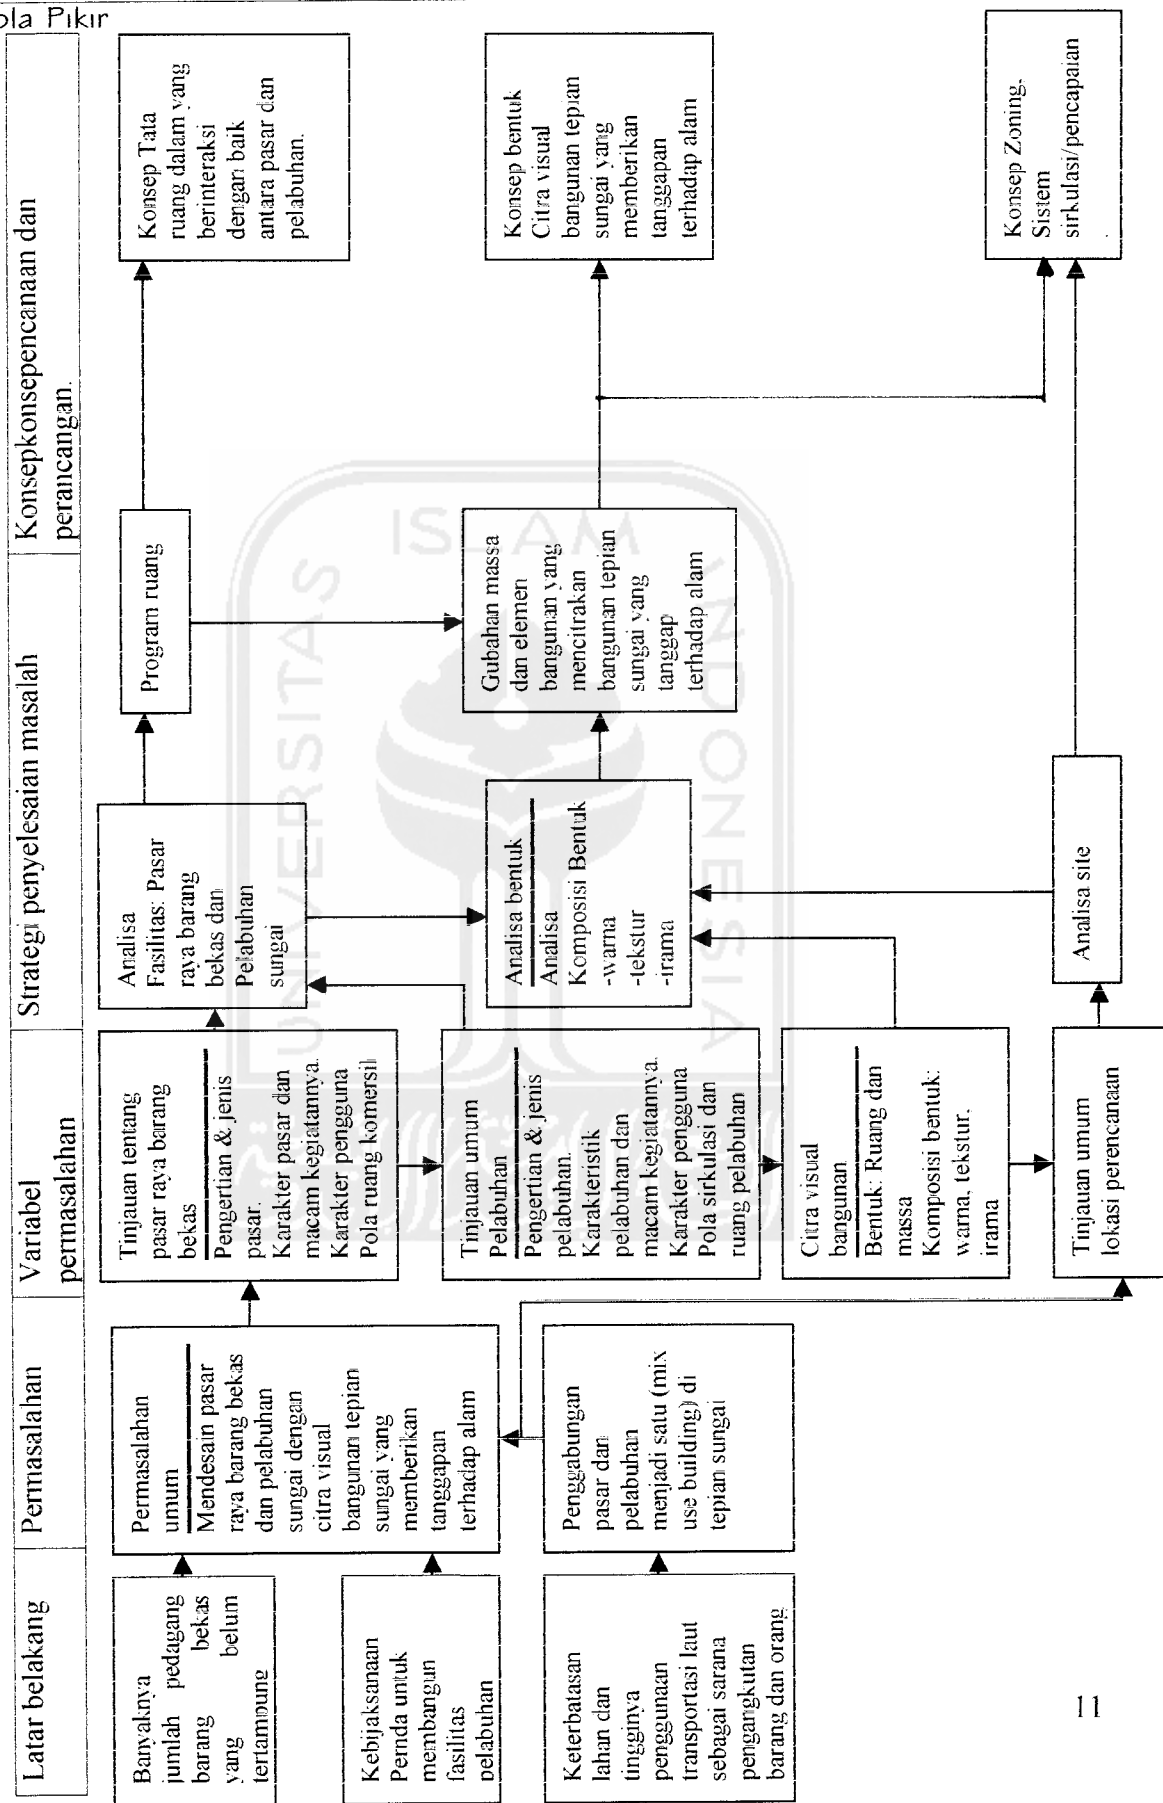 ola Pikir
Latar belakang
Permasalahan
Variabel
permasalahan
Strategi penyelesaian masalah
Konsepkonsepencanaan dan
perancangan.
Banyaknya
jumlah pedagang
barang bekas
yang belum
tertampung
Kebijaksanaan
Pemda untuk
membangun
fasilitas
pelabuhan
Keterbatasan
lahan dan
tingginya
penggunaan
transportasi laut
sebagai sarana
pengangkutan
barang dan orang
Permasalahan
umum
Mendesain pasar
raya barang bekas
dan pelabuhan
sungai dengan
citra visual
bangunan tepian
sungai yang
memberikan
tanggapan
terhadap alam
Penggabungan
pasar dan
pelabuhan
menjadi satu (mix
use building) di
tepian sungai
Tinjauan tentang
pasar raya barang
bekas
Pengertian & jenis
pasar.
Karakter pasar dan
macam kegiatannya.
Karakter pengguna
Pola ruang komersil
Tinjauan umum
Pelabuhan
Pengertian & jenis
pelabuhan.
Karakteristik
pelabuhan dan
macam kegiatannya.
Karakter pengguna
Pola sirkulasi dan
ruang pelabuhan
Citra visual
bangunan
Bentuk: Ruang dan
massa
Komposisi bentuk:
warna, tekstur,
irama
Tinjauan umum
lokasi perencanaan
Analisa
Fasilitas: Pasar
raya barang
bekas dan
Pelabuhan
sungai
Analisa bentuk
Analisa
Komposisi Bentuk
-warna
-tekstur
-irama
Analisa site
Program ruang
Gubahan massa
dan elemen
bangunan yang
mencitrakan
bangunan tepian
sungai yang
tanggap
terhadap alam
Konsep Tata
ruang dalam yang
berinteraksi
dengan baik
antara pasar dan
pelabuhan.
Konsep bentuk
Citra visual
bangunan tepian
sungai yang
memberikan
tanggapan
terhadap alam
Konsep Zoning,
Sistem
sirkulasi/pencapaian
UNIVERSITAS
ISLAM
INDONESIA
11